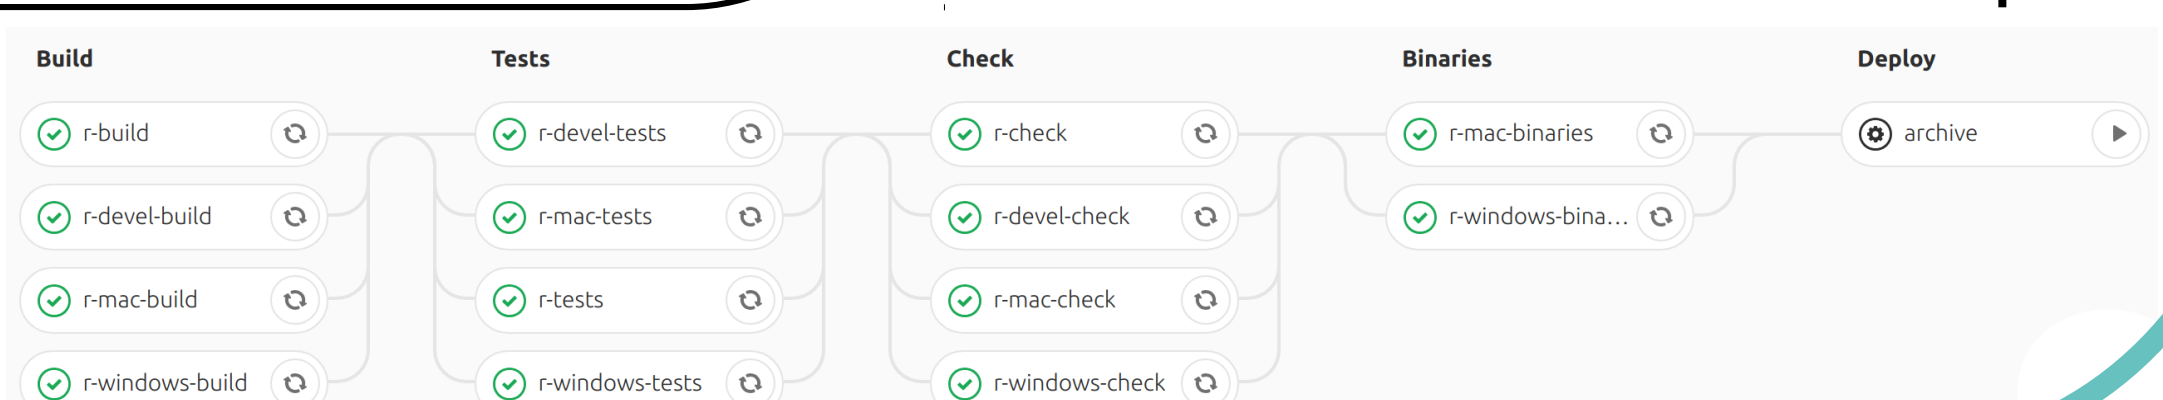 Build
Tests
Check
Binaries
Deploy
r-build
r-devel-tests
r-check
r-mac-binaries
archive
r-devel-build
r-mac-tests
r-devel-check
r-windows-bina...
r-mac-build
r-tests
r-mac-check
r-windows-build
r-windows-tests
r-windows-check